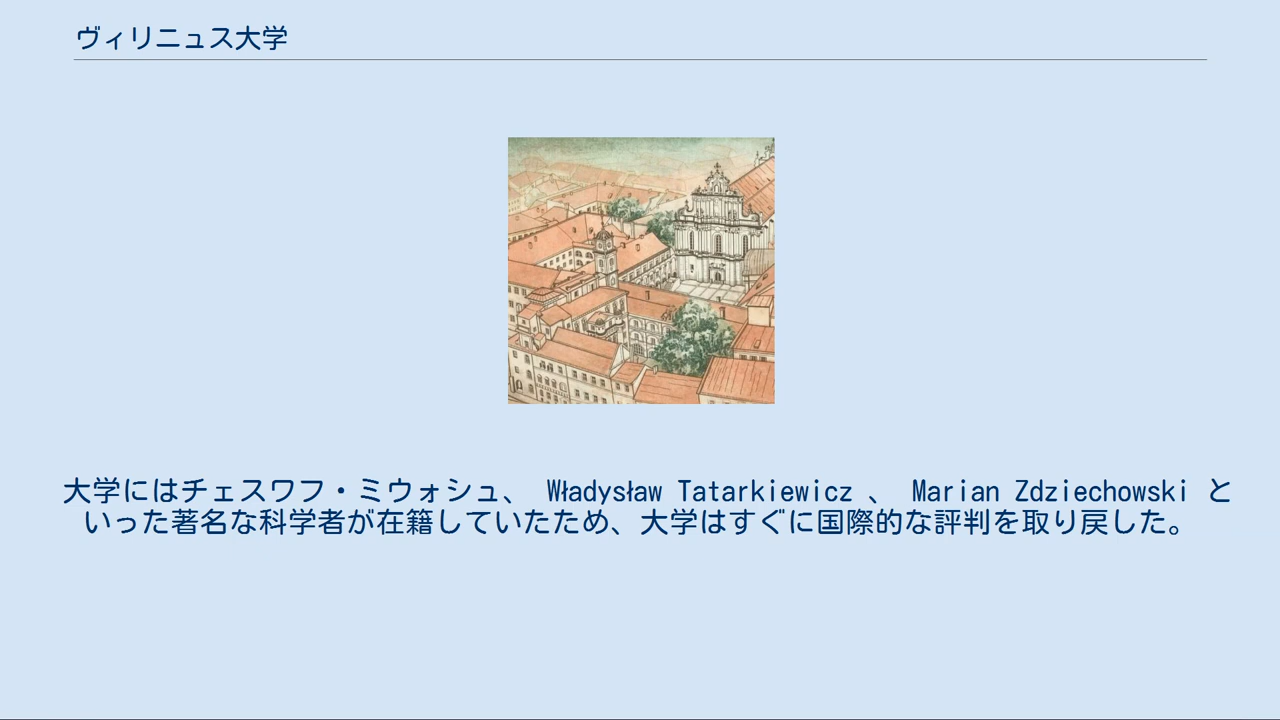 ヴィリニュス大学
大学にはチェスワフ・ミウォシュ、 Władysław Tatarkiewicz 、 Marian Zdziechowski と
いった著名な科学者が在籍していたため、大学はすぐに国際的な評判を取り戻した。